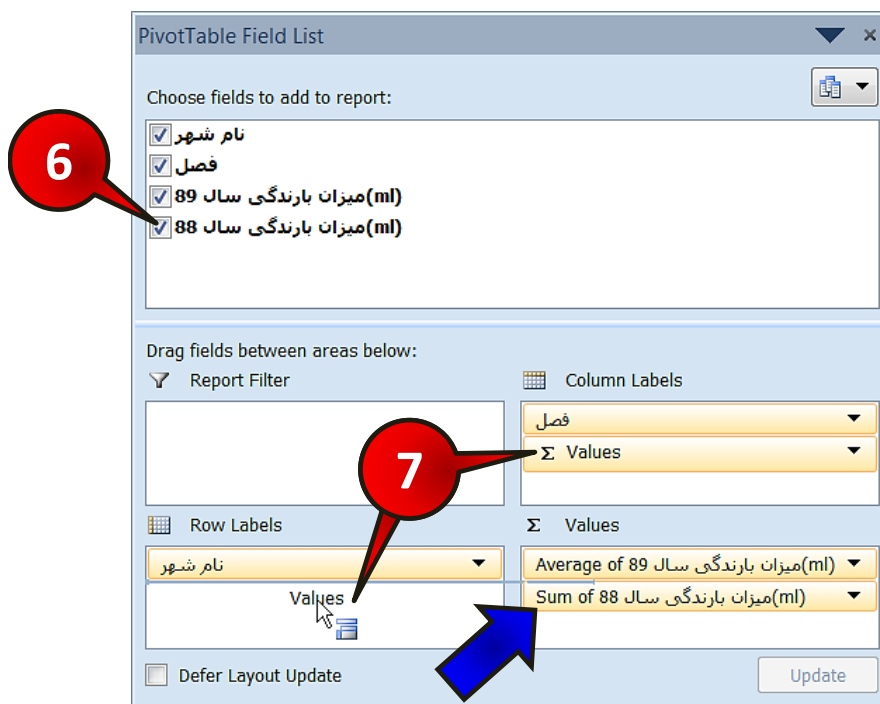 PivotTable Field List
Choose fields to add to report:
نام شهر
فصل
میزان بارندگی سال 89(ml)
6
میزان بارندگی سال 88(ml)
Drag fields between areas below:
Report Filter
Column Labels
فصل
7
Σ Values
Row Labels
Σ Values
نام شهر
Average of میزان بارندگی سال 89(ml)
Values
Sum of میزان بارندگی سال 88(ml)
Defer Layout Update
Update